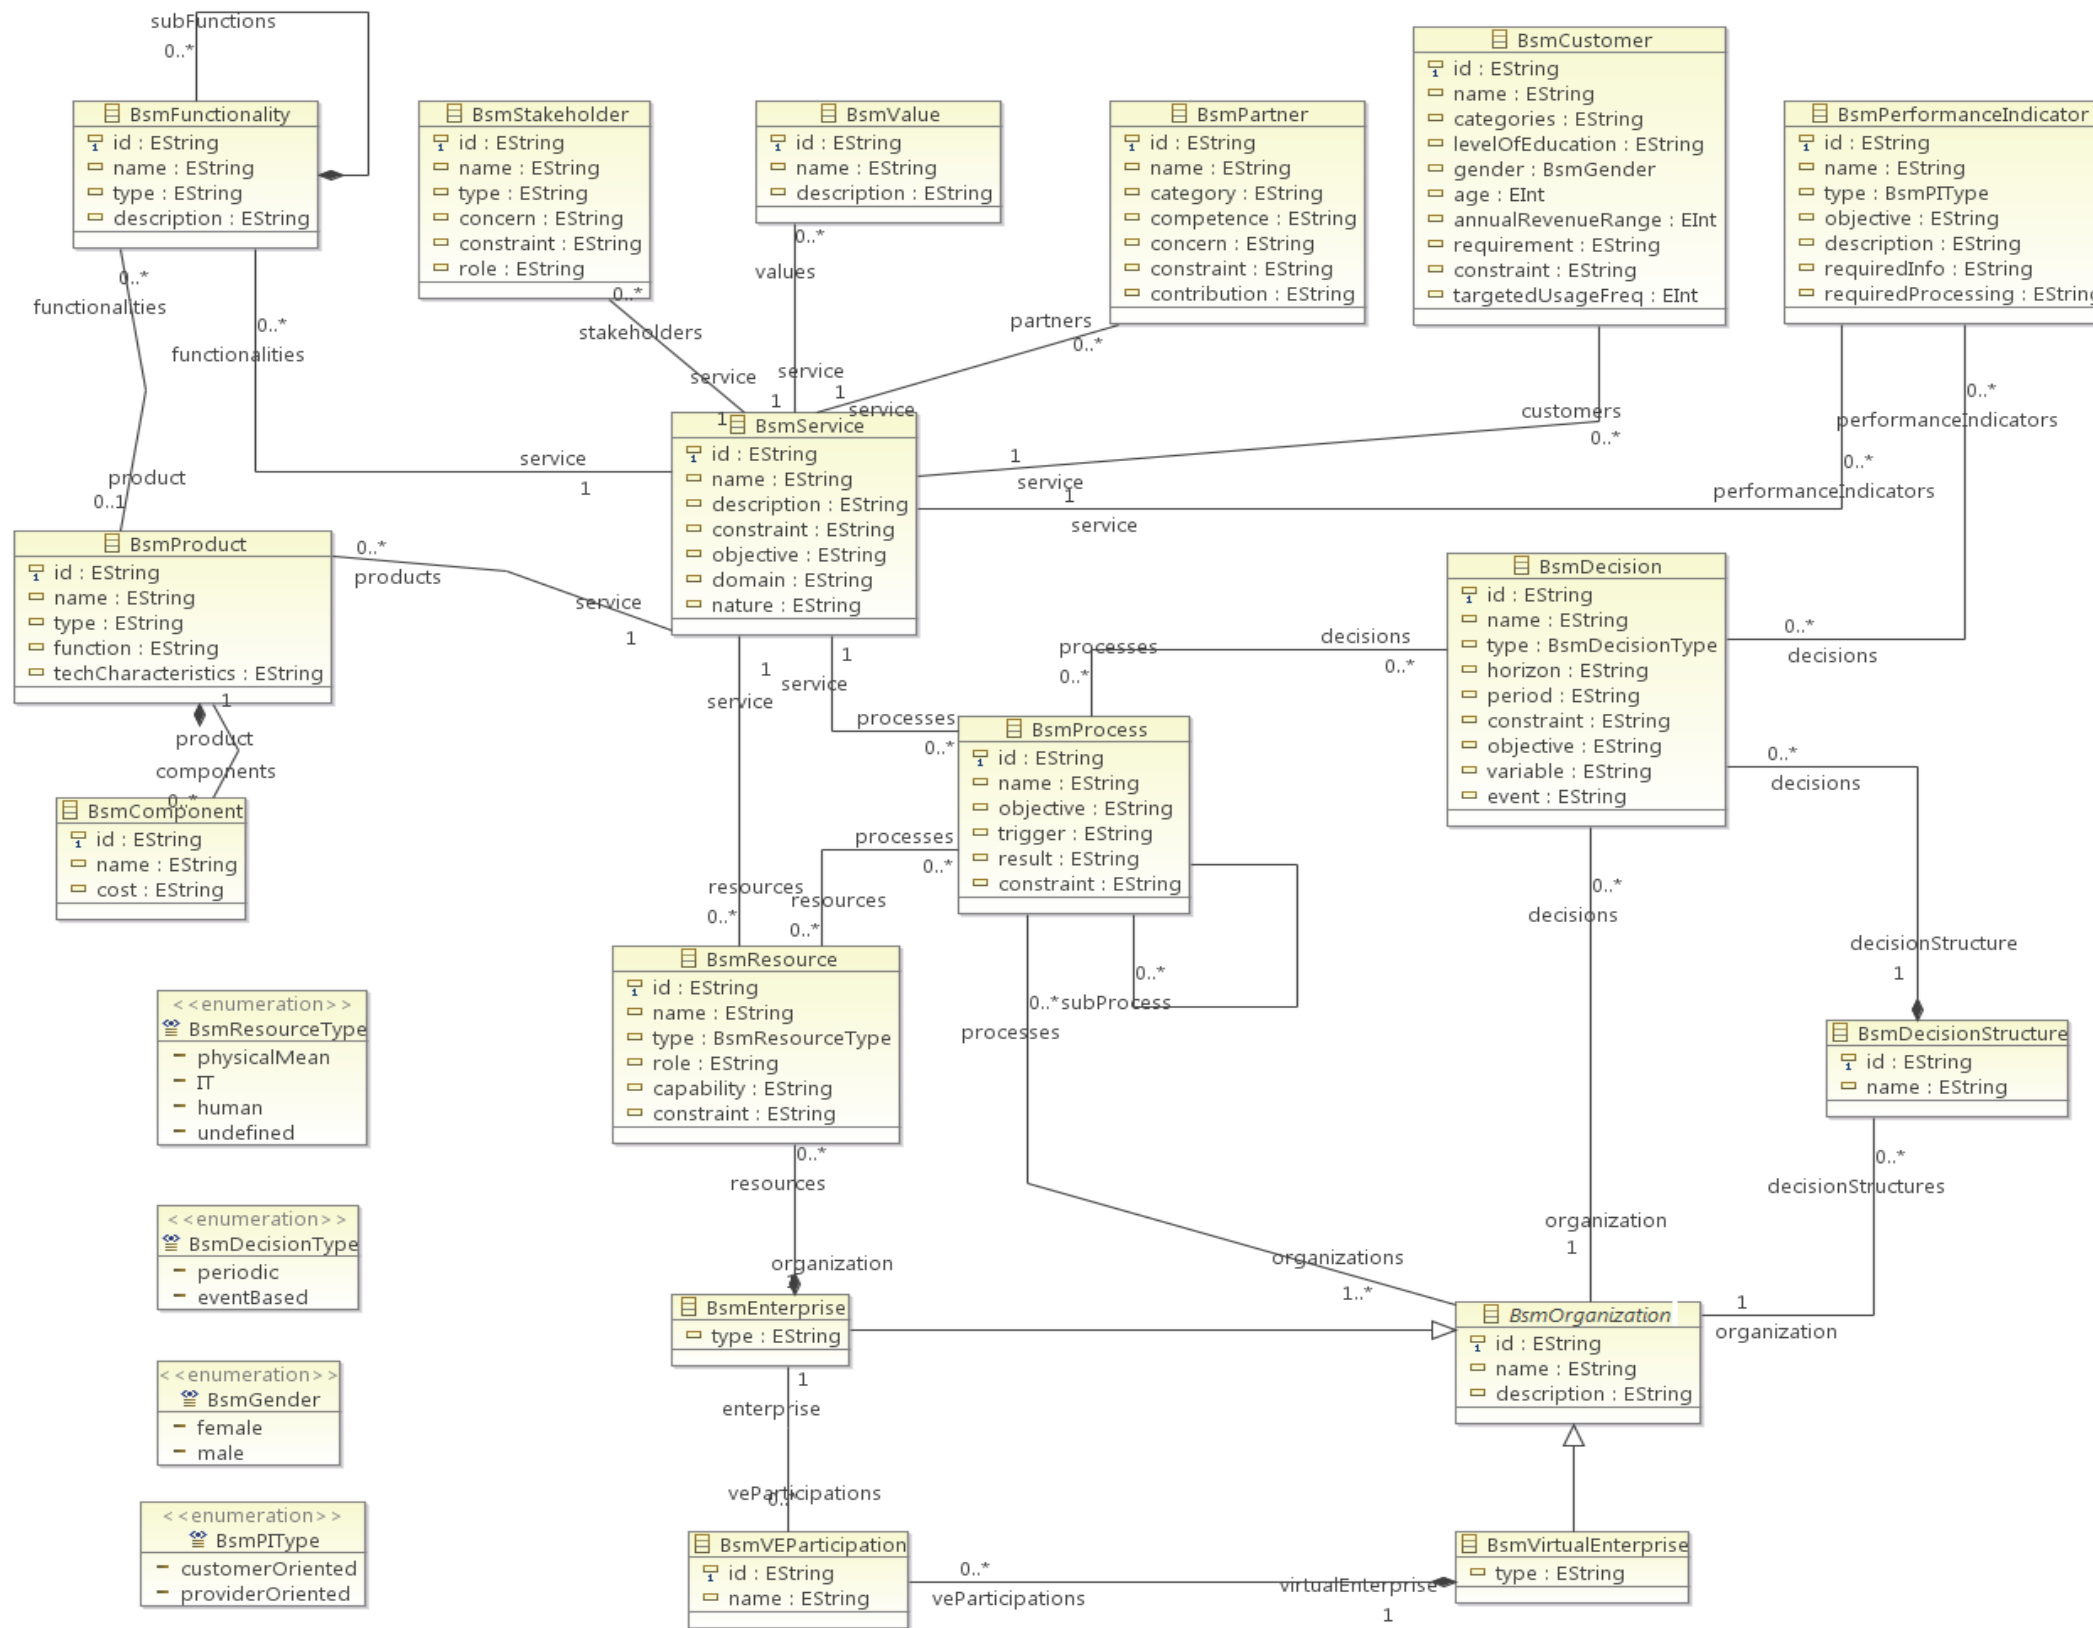 subFunctions
0..*
BsmFunctionality
id : EString
name : EString
type : EString
description : EString
BsmStakeholder
id : EString
name : EString
type : EString
concern : EString
constraint : EString
role : EString
0..*
stakeholders
service
1
BsmValue
id : EString
name : EString
description : EString
0..*
values
service
1
BsmPartner
id : EString
name : EString
category : EString
competence : EString
concern : EString
constraint : EString
contribution : EString
partners
0..*
1
service
BsmCustomer
id : EString
name : EString
categories : EString
levelOfEducation : EString
gender : BsmGender
age : EInt
annualRevenueRange : EInt
requirement : EString
constraint : EString
targetedUsageFreq : EInt
customers
0..*
1
service
BsmPerformanceIndicator
id : EString
name : EString
type : BsmPIType
objective : EString
description : EString
requiredInfo : EString
requiredProcessing : EString
0..*
performanceIndicators
0..*
performanceIndicators
1
service
0..*
functionalities
0..*
functionalities
service
1
product
0..1
BsmService
id : EString
name : EString
description : EString
constraint : EString
objective : EString
domain : EString
nature : EString
BsmProduct
id : EString
name : EString
type : EString
function : EString
techCharacteristics : EString
0..*
products
service
1
1
product
components
0..*
BsmComponent
id : EString
name : EString
cost : EString
BsmDecision
id : EString
name : EString
type : BsmDecisionType
horizon : EString
period : EString
constraint : EString
objective : EString
variable : EString
event : EString
0..*
decisions
processes
0..*
decisions
0..*
1
service
1
service
processes
0..*
BsmProcess
id : EString
name : EString
objective : EString
trigger : EString
result : EString
constraint : EString
processes
0..*
resources
0..*
resources
0..*
0..*
subProcess
0..*
processes
0..*
decisions
0..*
decisions
decisionStructure
1
BsmResource
id : EString
name : EString
type : BsmResourceType
role : EString
capability : EString
constraint : EString
BsmDecisionStructure
id : EString
name : EString
0..*
decisionStructures
<<enumeration>>
BsmResourceType
physicalMean
IT
human
undefined
<<enumeration>>
BsmDecisionType
periodic
eventBased
<<enumeration>>
BsmGender
female
male
<<enumeration>>
BsmPIType
customerOriented
providerOriented
0..*
resources
organization
organizations
1..*
organization
1
1
organization
BsmEnterprise
type : EString
BsmOrganization
id : EString
name : EString
description : EString
1
enterprise
veParticipations
BsmVEParticipation
id : EString
name : EString
0..*
veParticipations
virtualEnterprise
1
BsmVirtualEnterprise
type : EString